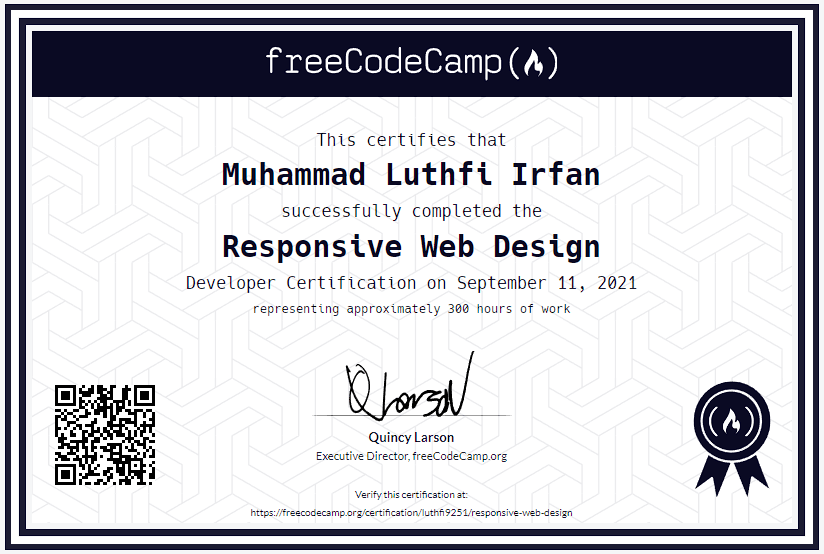 freeCodeCamp(🔥)
This certifies that
Muhammad Luthfi Irfan
successfully completed the
Responsive Web Design
Developer Certification on September 11, 2021
representing approximately 300 hours of work
Q Larson
Quincy Larson
Executive Director, freeCodeCamp.org
Verify this certification at:
https://freecodecamp.org/certification/luthfi9251/responsive-web-design